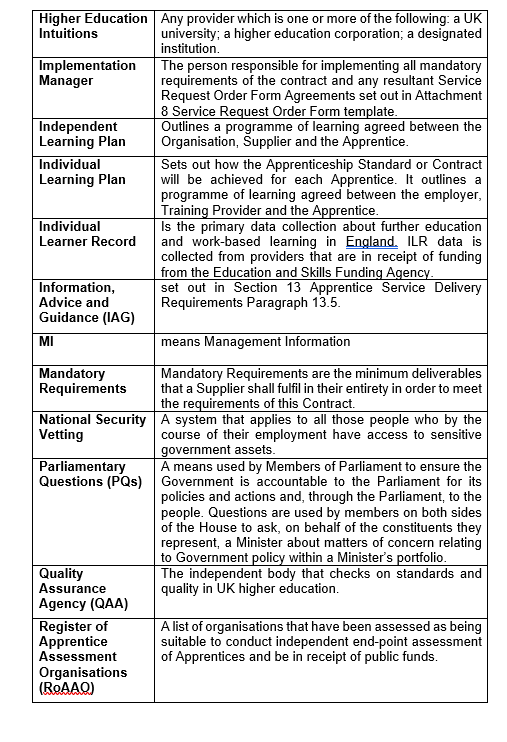 Higher Education
Intuitions
Any provider which is one or more of the following: a UK
university; a higher education corporation; a designated
institution.
Implementation
Manager
The person responsible for implementing all mandatory
requirements of the contract and any resultant Service
Request Order Form Agreements set out in Attachment
8 Service Request Order Form template.
Independent
Learning Plan
Outlines a programme of learning agreed between the
Organisation, Supplier and the Apprentice.
Individual
Learning Plan
Sets out how the Apprenticeship Standard or Contract
will be achieved for each Apprentice. It outlines a
programme of learning agreed between the employer,
Training Provider and the Apprentice.
Individual
Learner Record
Is the primary data collection about further education
and work-based learning in England. ILR data is
collected from providers that are in receipt of funding
from the Education and Skills Funding Agency.
Information,
Advice and
Guidance (IAG)
set out in Section 13 Apprentice Service Delivery
Requirements Paragraph 13.5.
MI
means Management Information
Mandatory
Requirements
Mandatory Requirements are the minimum deliverables
that a Supplier shall fulfil in their entirety in order to meet
the requirements of this Contract.
National Security
Vetting
A system that applies to all those people who by the
course of their employment have access to sensitive
government assets.
Parliamentary
Questions (PQs)
A means used by Members of Parliament to ensure the
Government is accountable to the Parliament for its
policies and actions and, through the Parliament, to the
people. Questions are used by members on both sides
of the House to ask, on behalf of the constituents they
represent, a Minister about matters of concern relating
to Government policy within a Minister's portfolio.
Quality
Assurance
Agency (QAA)
The independent body that checks on standards and
quality in UK higher education.
Register of
Apprentice
Assessment
Organisations
(RoAAO)
A list of organisations that have been assessed as being
suitable to conduct independent end-point assessment
of Apprentices and be in receipt of public funds.